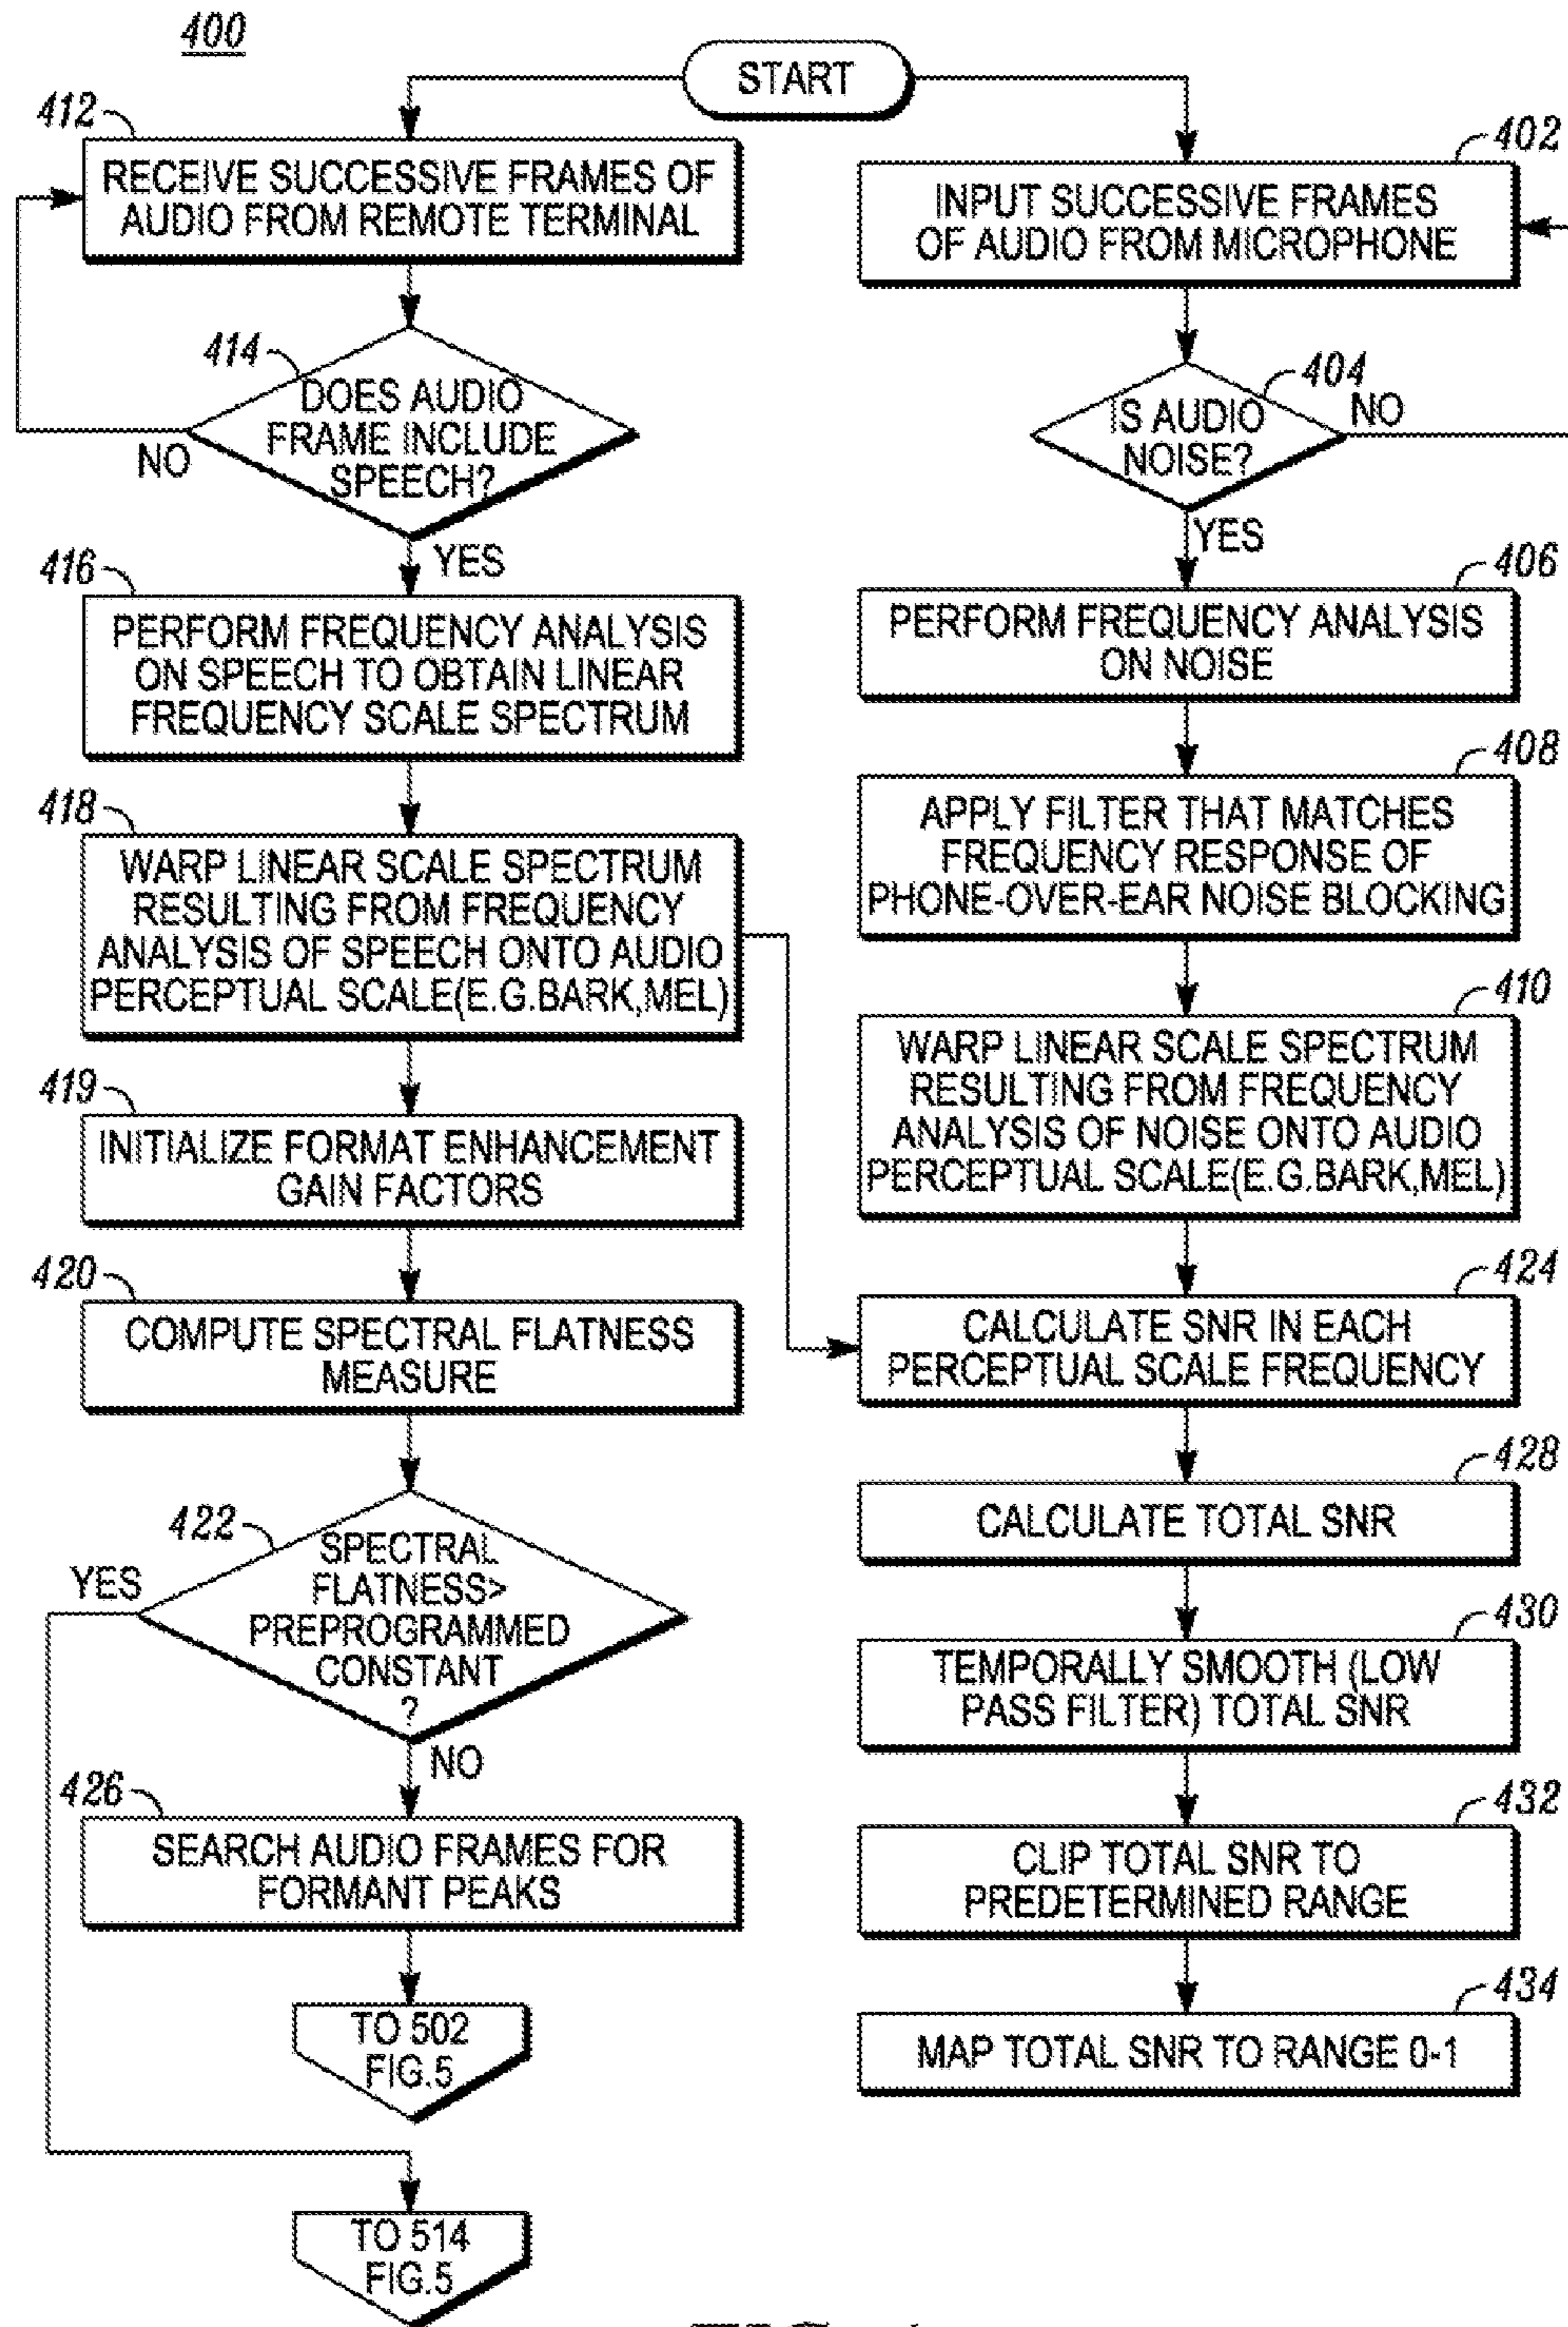 400
START
412
RECEIVE SUCCESSIVE FRAMES OF
AUDIO FROM REMOTE TERMINAL
414
DOES AUDIO
FRAME INCLUDE
SPEECH?
NO
YES
416
PERFORM FREQUENCY ANALYSIS
ON SPEECH TO OBTAIN LINEAR
FREQUENCY SCALE SPECTRUM
418
WARP LINEAR SCALE SPECTRUM
RESULTING FROM FREQUENCY
ANALYSIS OF SPEECH ONTO AUDIO
PERCEPTUAL SCALE(E.G.BARK,MEL)
419
INITIALIZE FORMAT ENHANCEMENT
GAIN FACTORS
420
COMPUTE SPECTRAL FLATNESS
MEASURE
422
SPECTRAL
FLATNESS>
PREPROGRAMMED
CONSTANT
?
YES
NO
426
SEARCH AUDIO FRAMES FOR
FORMANT PEAKS
TO 502
FIG.5
TO 514
FIG.5
402
INPUT SUCCESSIVE FRAMES
OF AUDIO FROM MICROPHONE
404
IS AUDIO
NOISE?
NO
YES
406
PERFORM FREQUENCY ANALYSIS
ON NOISE
408
APPLY FILTER THAT MATCHES
FREQUENCY RESPONSE OF
PHONE-OVER-EAR NOISE BLOCKING
410
WARP LINEAR SCALE SPECTRUM
RESULTING FROM FREQUENCY
ANALYSIS OF NOISE ONTO AUDIO
PERCEPTUAL SCALE(E.G.BARK,MEL)
424
CALCULATE SNR IN EACH
PERCEPTUAL SCALE FREQUENCY
428
CALCULATE TOTAL SNR
430
TEMPORALLY SMOOTH (LOW
PASS FILTER) TOTAL SNR
432
CLIP TOTAL SNR TO
PREDETERMINED RANGE
434
MAP TOTAL SNR TO RANGE 0-1